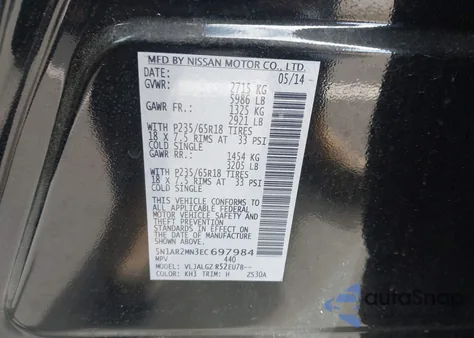 MFD BY NISSAN MOTOR CO., LTD.
DATE: 05/14
GVWR: 2715 KG
5986 LB
GAWR FR.: 1325 KG
2921 LB
WITH P235/65R18 TIRES
18 x 7.5 RIMS AT 33 PSI
COLD SINGLE
GAWR RR.: 1454 KG
3205 LB
WITH P235/65R18 TIRES
18 x 7.5 RIMS AT 33 PSI
COLD SINGLE
THIS VEHICLE CONFORMS TO
ALL APPLICABLE FEDERAL
MOTOR VEHICLE SAFETY
STANDARDS IN EFFECT
ON THE DATE OF
MANUFACTURE SHOWN ABOVE.
5N1AR2MN3EC697984
MPV 440
MODEL: VLJALGZ R52EU7B--
COLOR: KH3 TRIM: H 2S30A
autoSnap